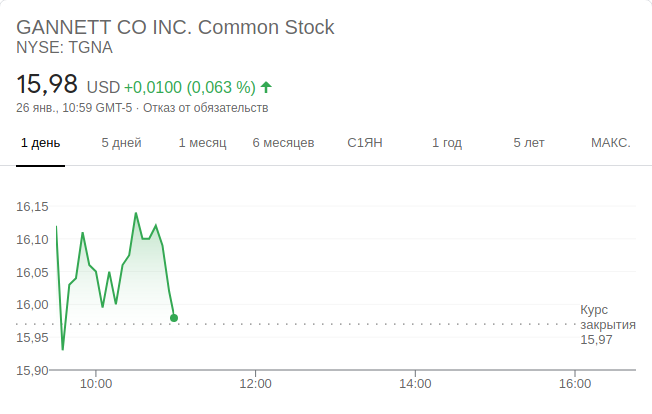 GANNETT CO INC. Common Stock
NYSE: TGNA
15,98 USD +0,0100 (0,063 %)
26 янв., 10:59 GMT-5 · Отказ от обязательств
1 день 5 дней 1 месяц 6 месяцев С1ЯН 1 год 5 лет МАКС.
16,15
16,10
16,05
16,00
15,95
15,90
Курс
закрытия
15,97
10:00 12:00 14:00 16:00